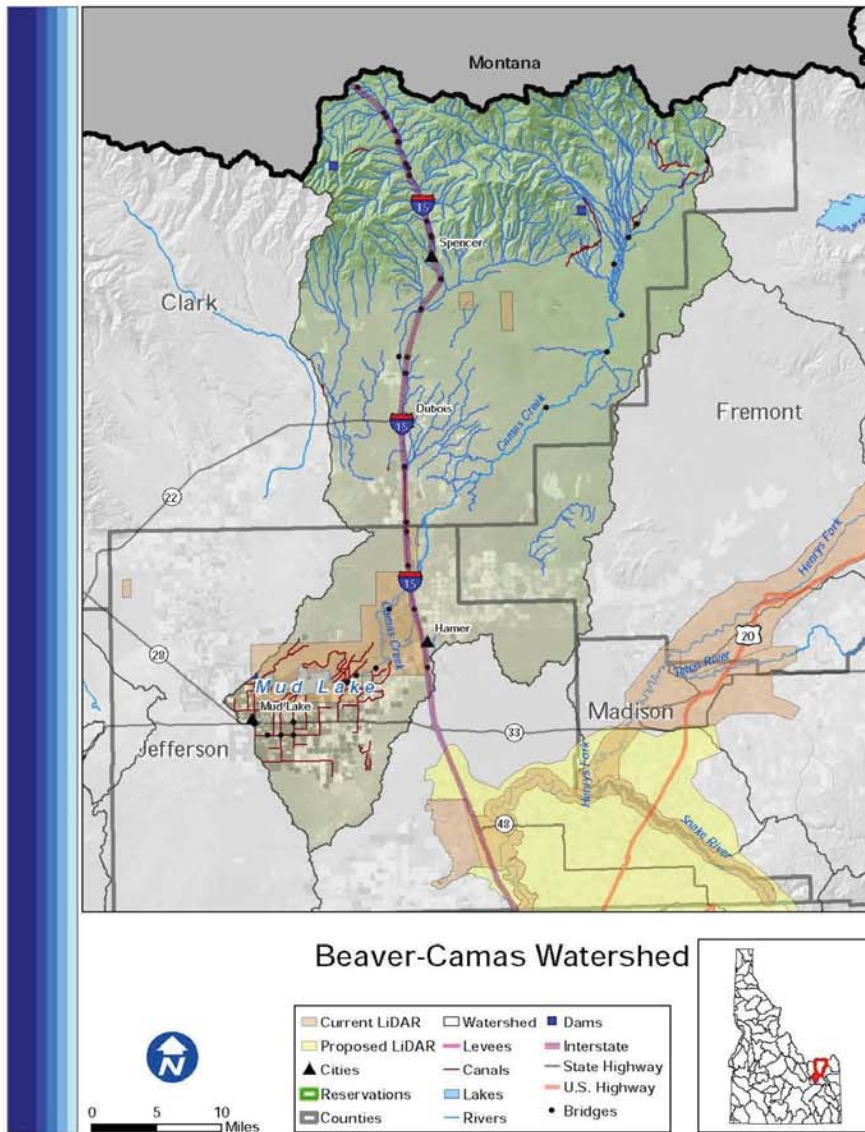 Montana
15
Spencer
Clark
Dubois
15
Camas Creek
Fremont
22
Henrys Fork
15
Camas Creek
Hamer
20
28
Teton River
Mud Lake
Mud Lake
Madison
33
Jefferson
Henrys Fork
48
Snake River
Beaver-Camas Watershed
Current LiDAR
Watershed
Dams
Proposed LiDAR
Levees
Interstate
Cities
Canals
State Highway
Reservations
Lakes
U.S. Highway
Counties
Rivers
Bridges
N
0 5 10
Miles